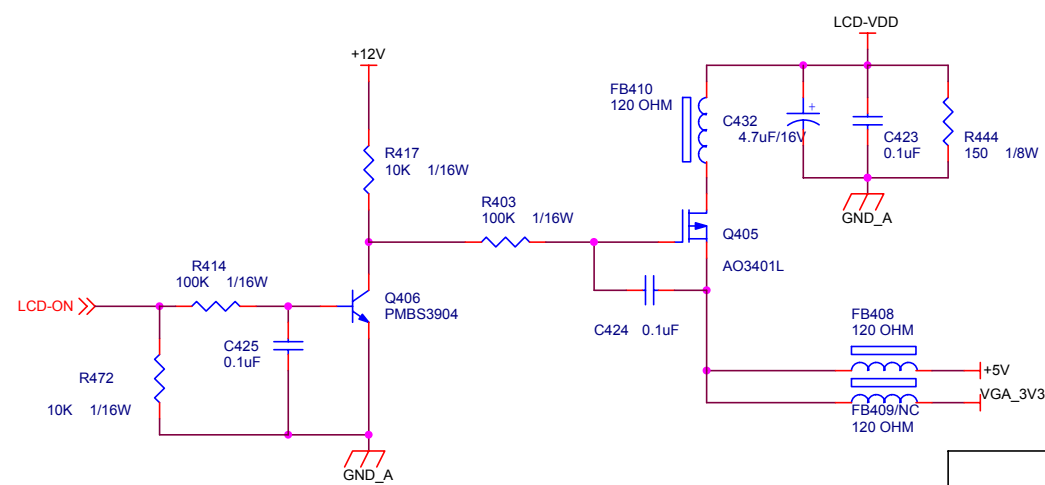 LCD-VDD
+12V
FB410
120 OHM
C432
4.7uF/16V
C423
0.1uF
R444
150 1/8W
R417
10K 1/16W
R403
100K 1/16W
GND_A
Q405
AO3401L
R414
100K 1/16W
LCD-ON
Q406
PMBS3904
C425
0.1uF
C424 0.1uF
FB408
120 OHM
+5V
R472
10K 1/16W
VGA_3V3
FB409/NC
120 OHM
GND_A
+